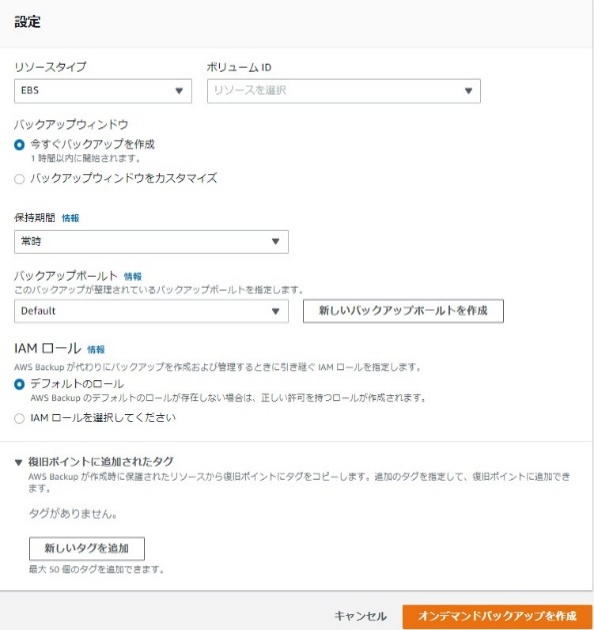 設定
リソースタイプ
ボリューム ID
EBS
リソースを選択
バックアップウィンドウ
今すぐバックアップを作成
1 時間以内に開始されます。
バックアップウィンドウをカスタマイズ
保持期間 情報
常時
バックアップボールト 情報
このバックアップが整理されているバックアップボールトを指定します。
Default
新しいバックアップボールトを作成
IAM ロール 情報
AWS Backup が代わりにバックアップを作成および管理するときに引き継ぐ IAM ロールを指定します。
デフォルトのロール
AWS Backup のデフォルトのロールが存在しない場合は、正しい許可を持つロールが作成されます。
IAM ロールを選択してください
復旧ポイントに追加されたタグ
AWS Backup が作成時に保護されたリソースから復旧ポイントにタグをコピーします。追加のタグを指定して、復旧ポイントに追加でき
ます。
タグがありません。
新しいタグを追加
最大 50 個のタグを追加できます。
キャンセル
オンデマンドバックアップを作成